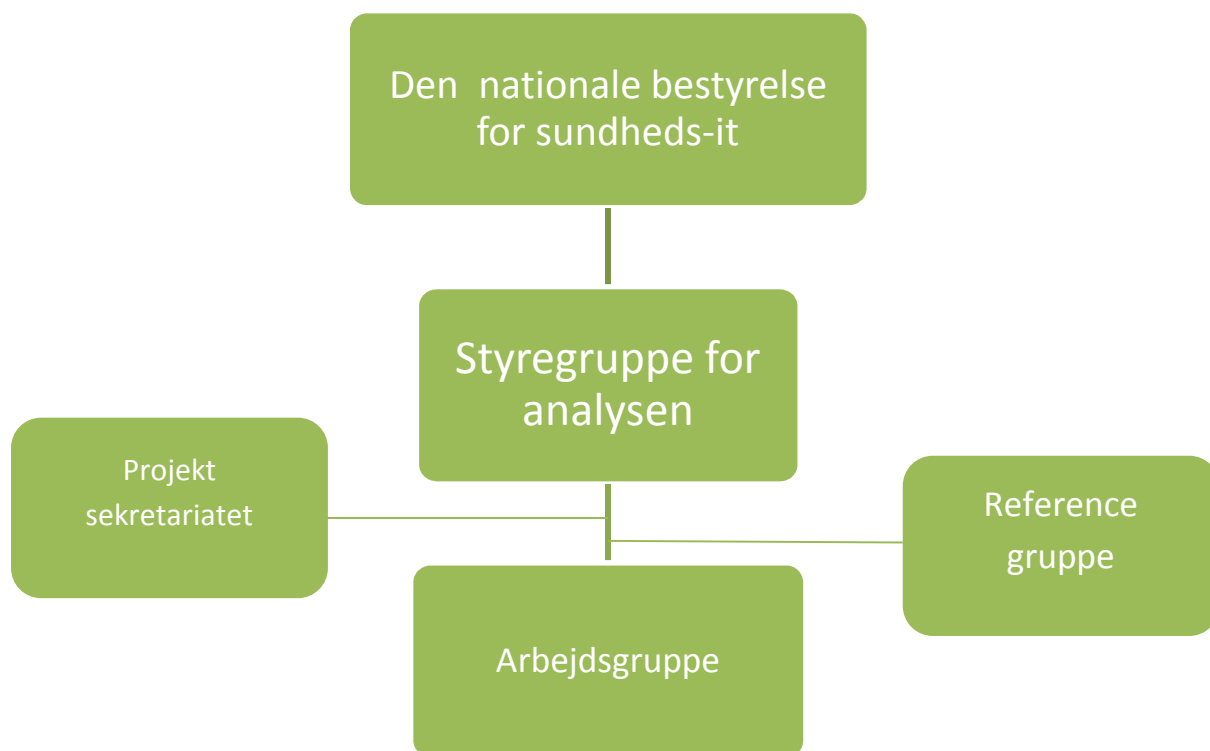 Den  nationale bestyrelse
for sundheds-it
Styregruppe for
analysen
Projekt
sekretariatet
Reference
gruppe
Arbejdsgruppe